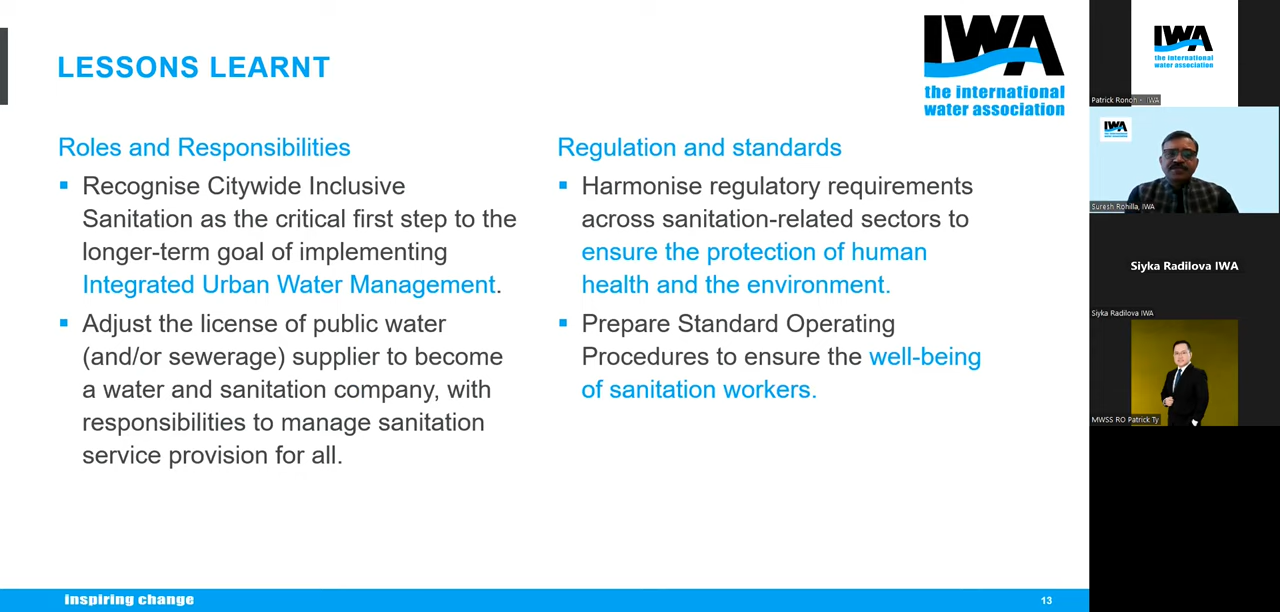 LESSONS LEARNT
IWA
the international
water association
Roles and Responsibilities
Recognise Citywide Inclusive
Sanitation as the critical first step to the
longer-term goal of implementing
Integrated Urban Water Management.
Adjust the license of public water
(and/or sewerage) supplier to become
a water and sanitation company, with
responsibilities to manage sanitation
service provision for all.
Regulation and standards
Harmonise regulatory requirements
across sanitation-related sectors to
ensure the protection of human
health and the environment.
Prepare Standard Operating
Procedures to ensure the well-being
of sanitation workers.
inspiring change
13
IWA
the international
water association
Patrick Ronoh - IWA
IWA
Suresh Rohilla, IWA
Siyka Radilova IWA
Siyka Radilova IWA
MWSS RO Patrick Ty